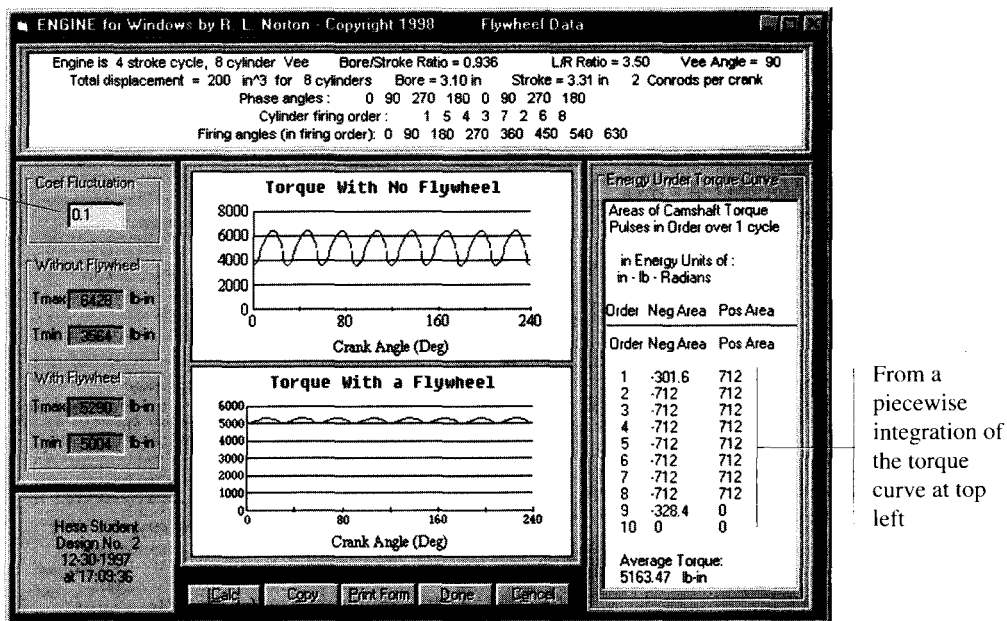 ENGINE for Windows by R. L. Norton - Copyright 1998 Flywheel Data
Engine is 4 stroke cycle, 8 cylinder Vee Bore/Stroke Ratio = 0.936 L/R Ratio = 3.50 Vee Angle = 90
Total displacement = 200 in^3 for 8 cylinders Bore = 3.10 in Stroke = 3.31 in 2 Conrods per crank
Phase angles : 0 90 270 180 0 90 270 180
Cylinder firing order : 1 5 4 3 7 2 6 8
Firing angles (in firing order): 0 90 180 270 360 450 540 630
Coef Fluctuation
0.1
Without Flywheel
Tmax 6428 lb-in
Tmin 3564 lb-in
With Flywheel
Tmax 5290 lb-in
Tmin 5004 lb-in
Hesa Student
Design No. 2
12-30-1997
at 17:09:36
Torque With No Flywheel
8000
6000
4000
2000
0
0 80 160 240
Crank Angle (Deg)
Torque With a Flywheel
6000
5000
4000
3000
2000
1000
0 80 160 240
Crank Angle (Deg)
Calc Copy Print Form Done Cancel
Energy Under Torque Curve
Areas of Camshaft Torque
Pulses in Order over 1 cycle
in Energy Units of :
in - lb - Radians
Order Neg Area Pos Area
Order Neg Area Pos Area
1 -301.6 712
2 -712 712
3 -712 712
4 -712 712
5 -712 712
6 -712 712
7 -712 712
8 -712 712
9 -328.4 0
10 0 0
Average Torque:
5163.47 lb-in
From a
piecewise
integration of
the torque
curve at top
left